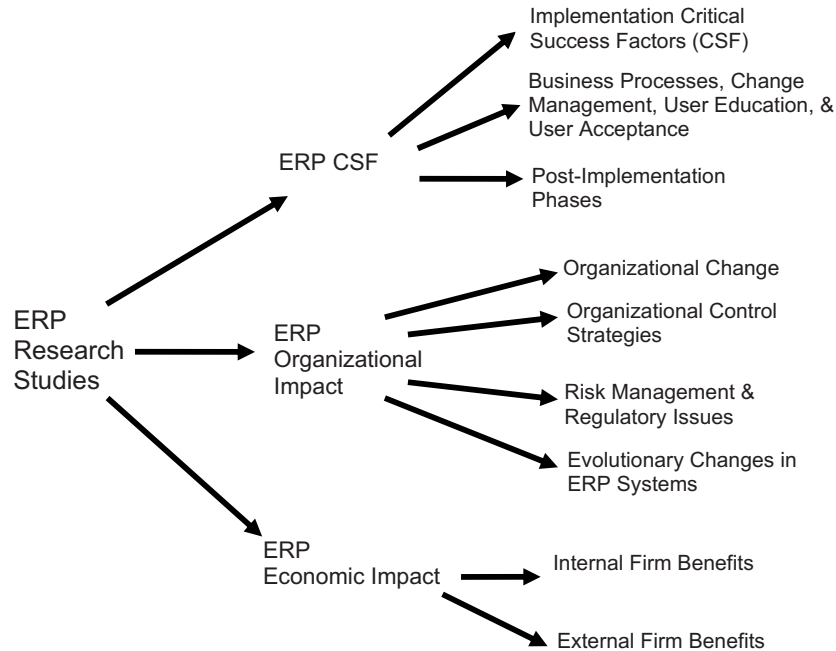 Implementation Critical
Success Factors (CSF)
Business Processes, Change
Management, User Education, &
User Acceptance
ERP CSF
Post-Implementation
Phases
Organizational Change
ERP
Research
Studies
ERP
Organizational
Impact
Organizational Control
Strategies
Risk Management &
Regulatory Issues
Evolutionary Changes in
ERP Systems
ERP
Economic Impact
Internal Firm Benefits
External Firm Benefits